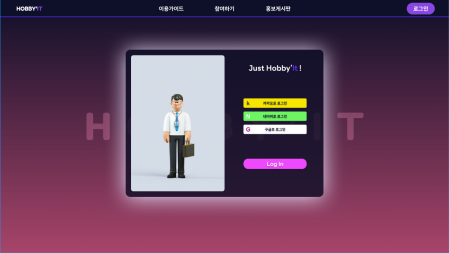 HOBBY'IT
이용가이드
참여하기
홍보게시판
로그인
Just Hobby'it !
k 카카오로 로그인
N 네이버로 로그인
G 구글로 로그인
Log in